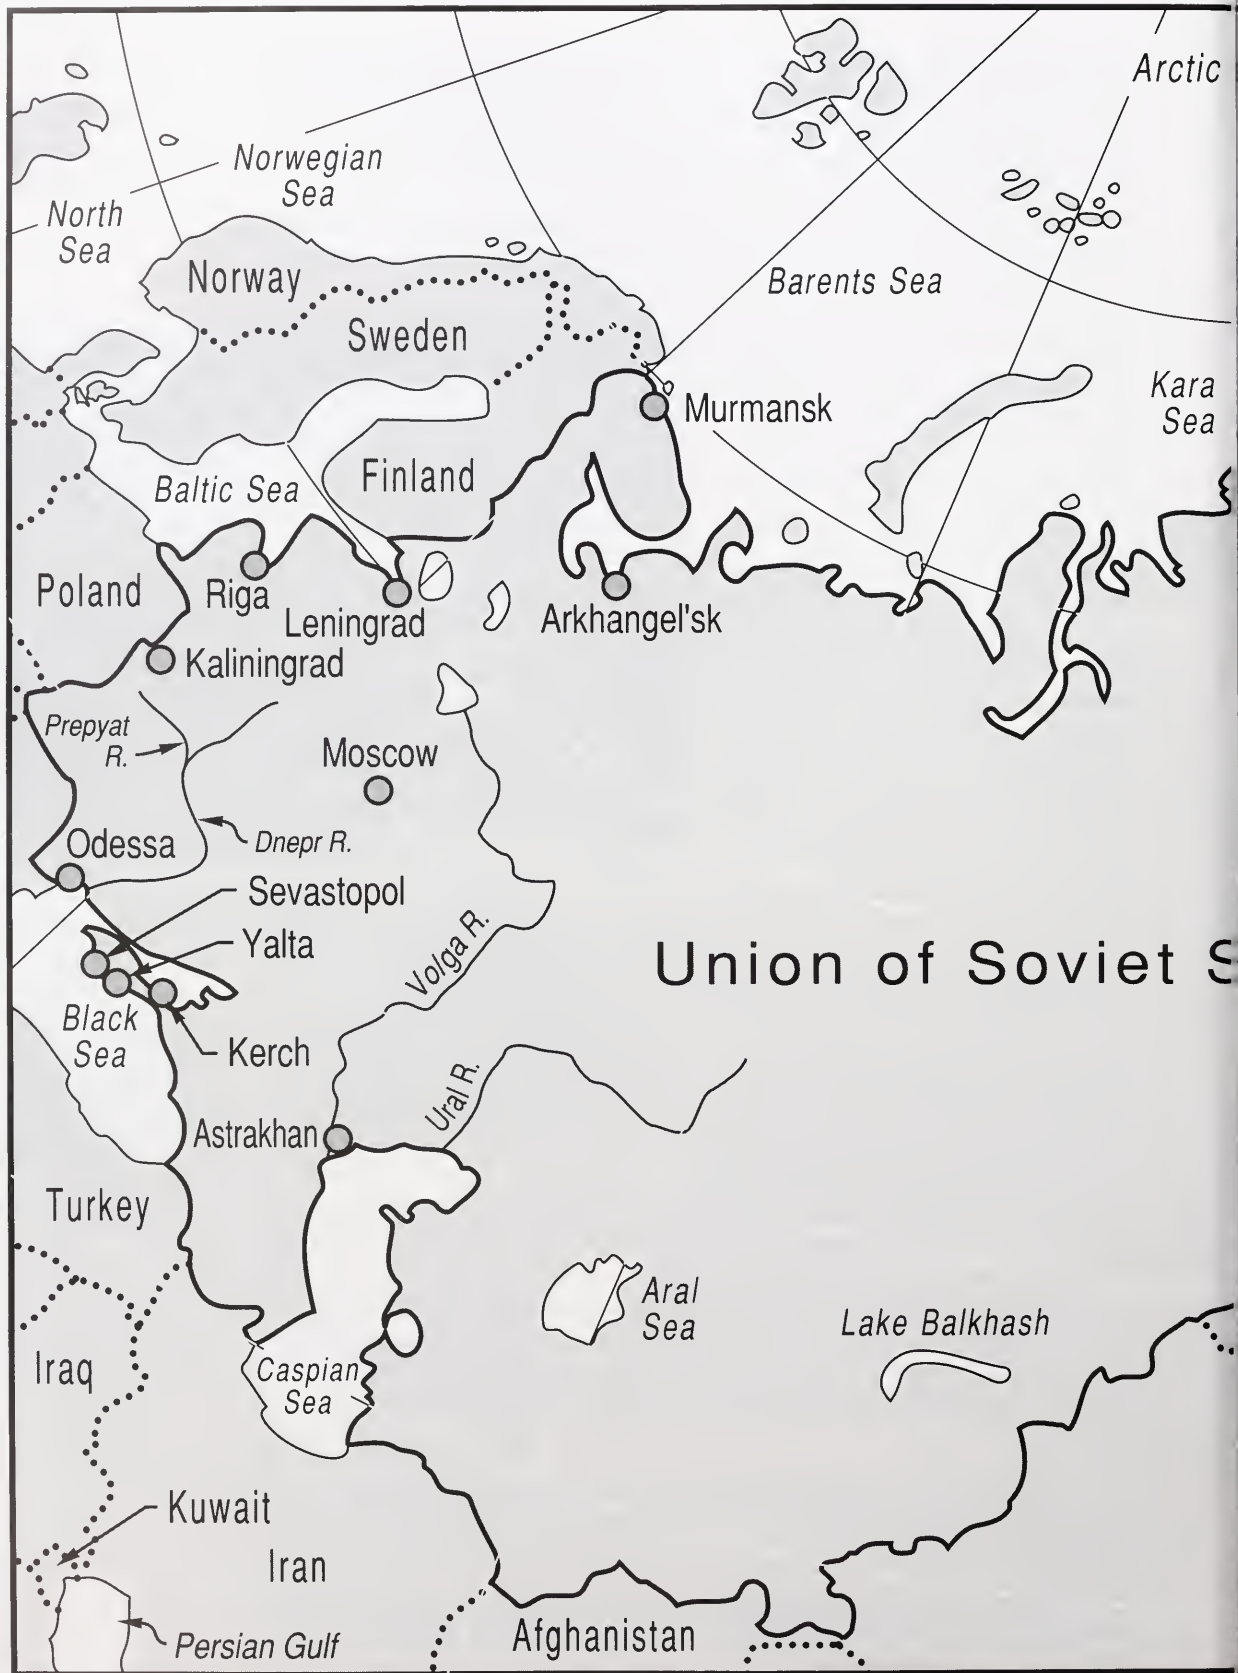 Arctic
Norwegian
Sea
North
Sea
Norway
Barents Sea
Sweden
Kara
Sea
Murmansk
Finland
Baltic Sea
Poland
Riga
Leningrad
Arkhangel'sk
Kaliningrad
Prepyat
R.
Moscow
Odessa
Dnepr R.
Sevastopol
Yalta
Volga R.
Union of Soviet S
Black
Sea
Kerch
Ural R.
Astrakhan
Turkey
Aral
Sea
Lake Balkhash
Iraq
Caspian
Sea
Kuwait
Iran
Afghanistan
Persian Gulf